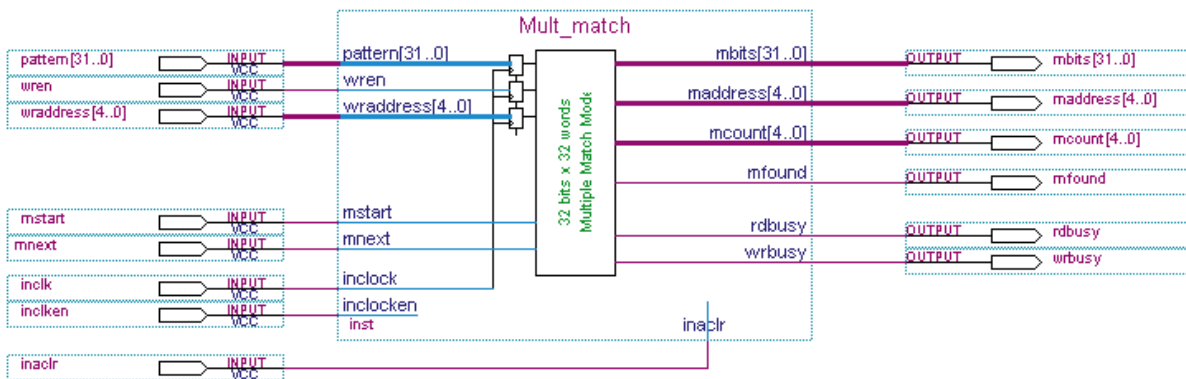 Mult_match
pattern[31..0] INPUT VCC pattern[31..0] mbits[31..0] OUTPUT mbits[31..0]
wren INPUT VCC wren maddress[4..0] OUTPUT maddress[4..0]
wraddress[4..0] INPUT VCC wraddress[4..0] mcount[4..0] OUTPUT mcount[4..0]
32 bits x 32 words
Multiple Match Mode
mfound OUTPUT mfound
mstart INPUT VCC mstart rdbusy OUTPUT rdbusy
mnext INPUT VCC mnext wrbusy OUTPUT wrbusy
inclk INPUT VCC inclock
inclken INPUT VCC inclocken
inst inaclr
inaclr INPUT VCC